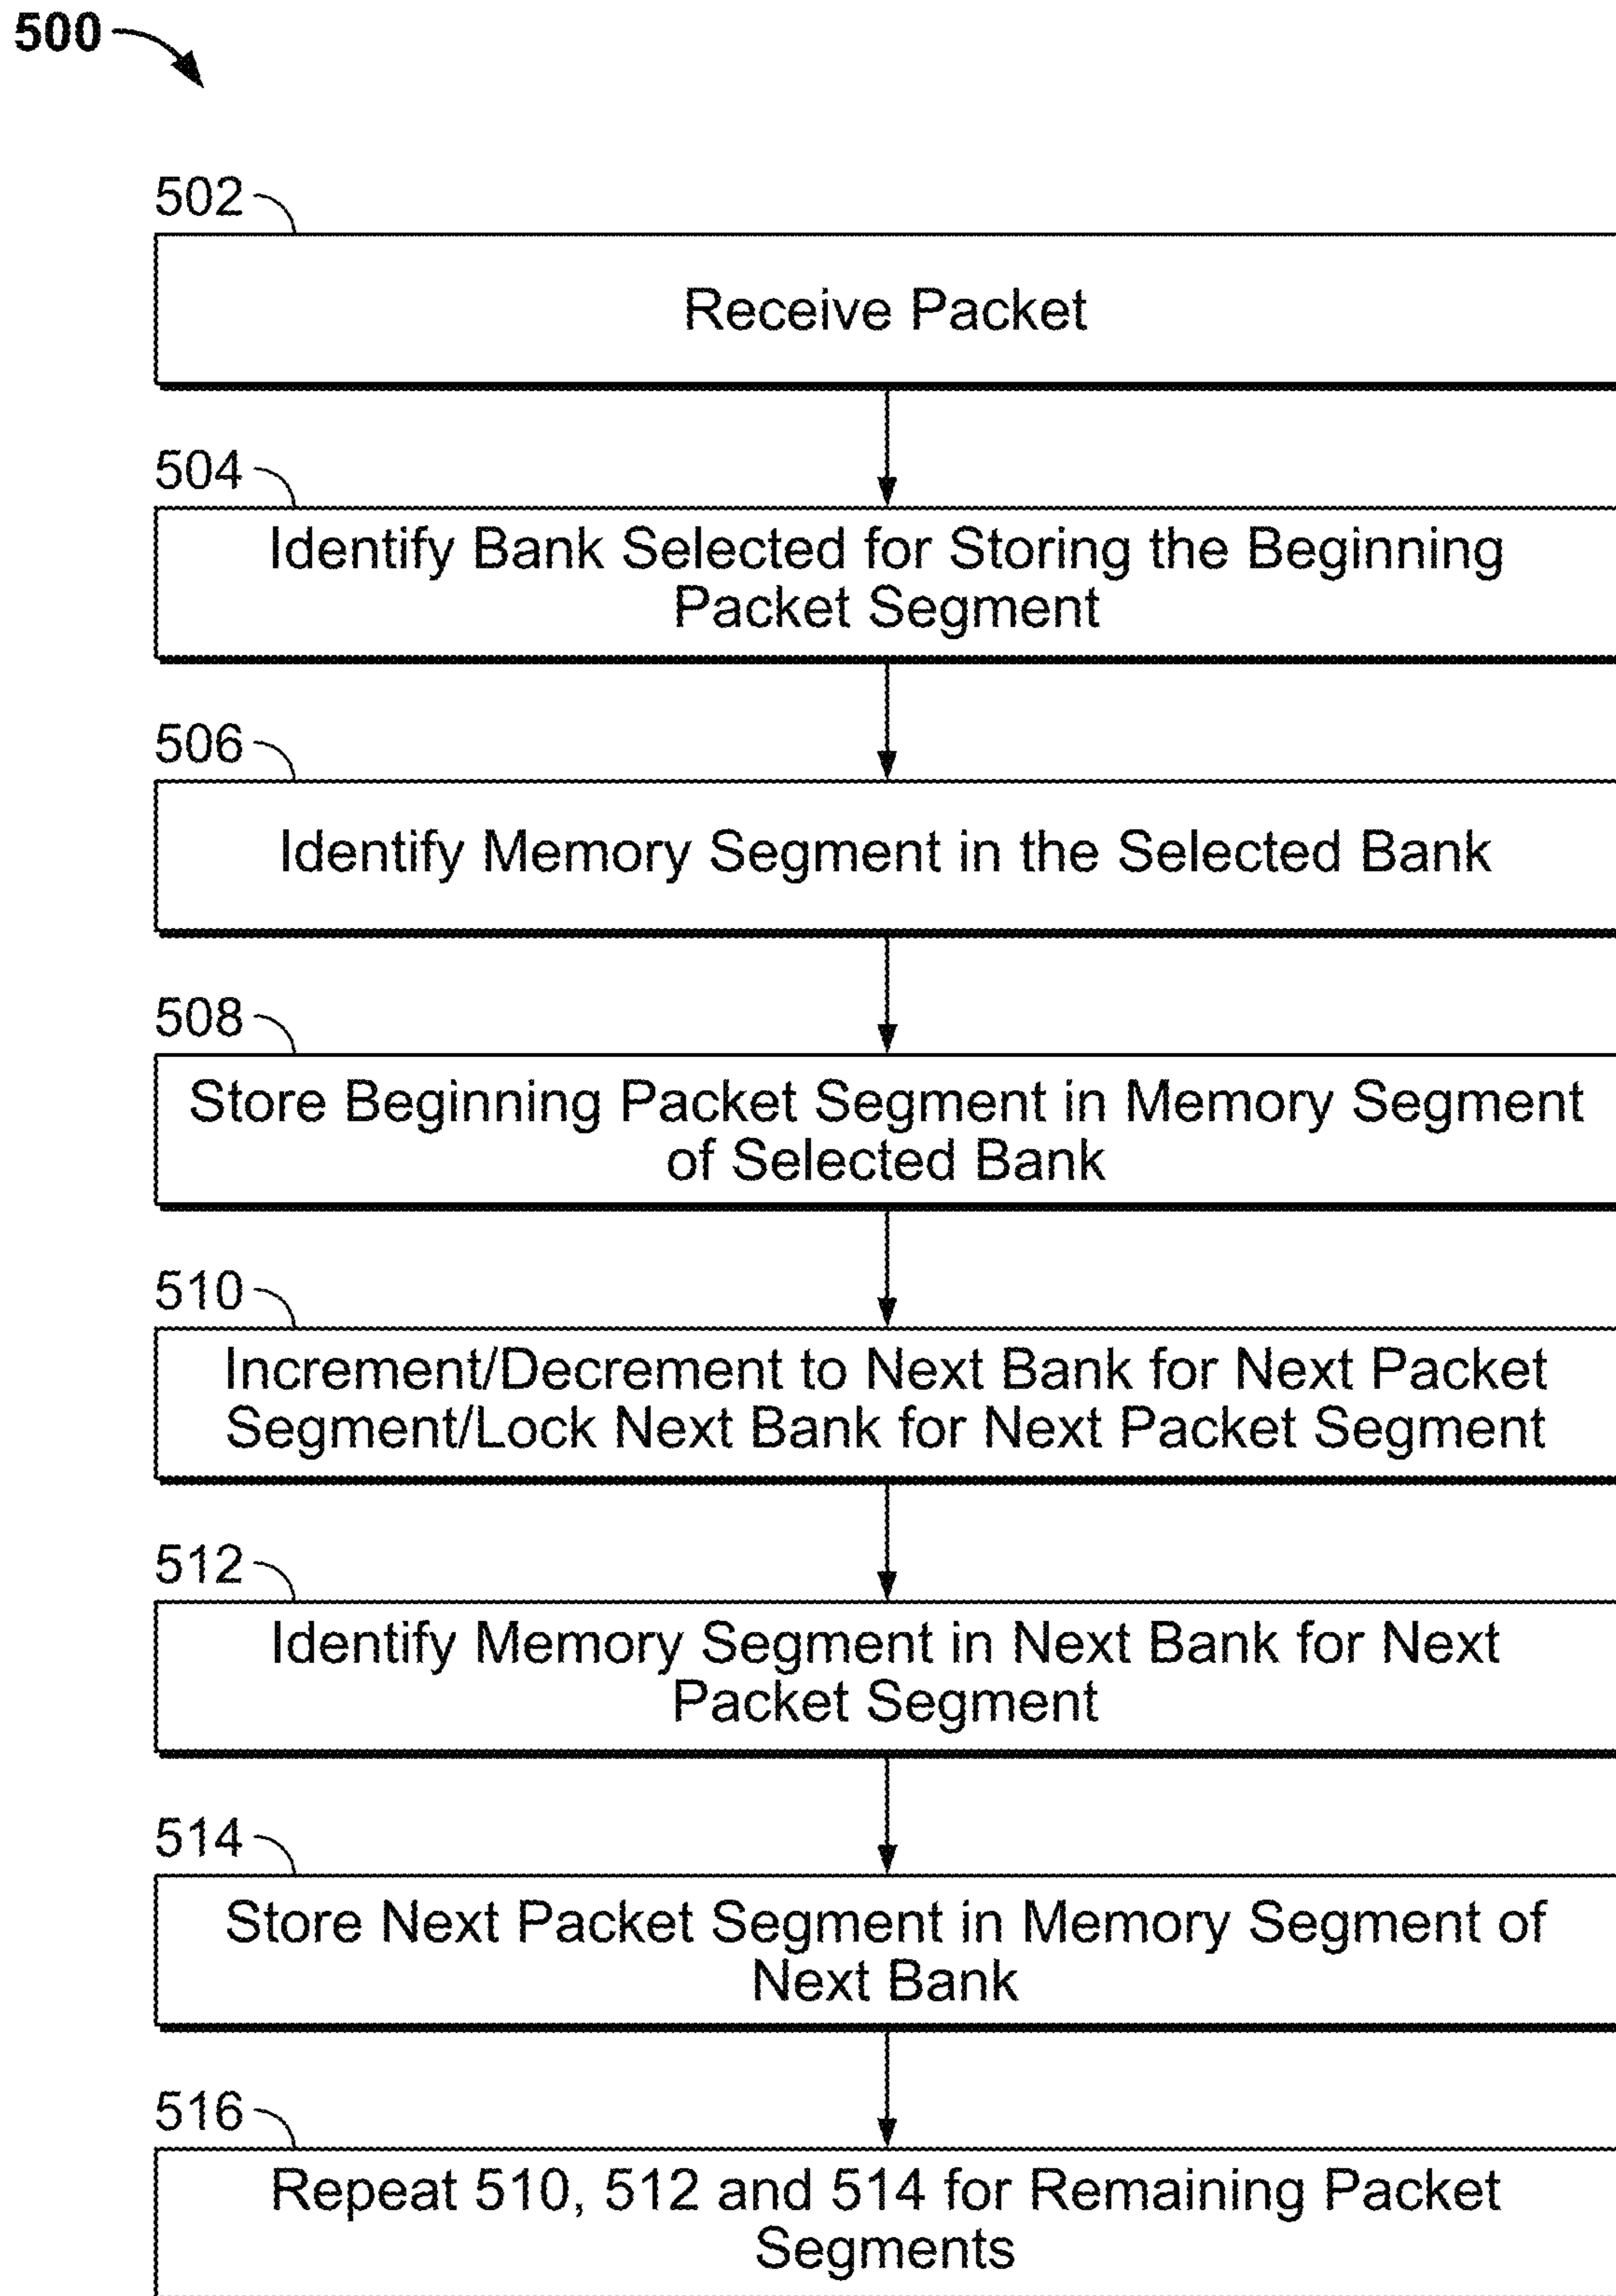 500
502
Receive Packet
504
Identify Bank Selected for Storing the Beginning
Packet Segment
506
Identify Memory Segment in the Selected Bank
508
Store Beginning Packet Segment in Memory Segment
of Selected Bank
510
Increment/Decrement to Next Bank for Next Packet
Segment/Lock Next Bank for Next Packet Segment
512
Identify Memory Segment in Next Bank for Next
Packet Segment
514
Store Next Packet Segment in Memory Segment of
Next Bank
516
Repeat 510, 512 and 514 for Remaining Packet
Segments